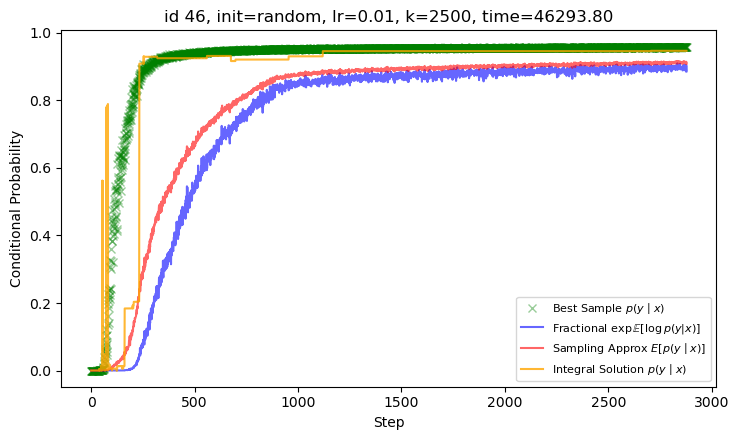 id 46, init=random, lr=0.01, k=2500, time=46293.80
Conditional Probability
1.0
0.8
0.6
0.4
0.2
0.0
Best Sample p(y | x)
Fractional exp𝔼[log p(y|x)]
Sampling Approx E[p(y | x)]
Integral Solution p(y | x)
0 500 1000 1500 2000 2500 3000
Step